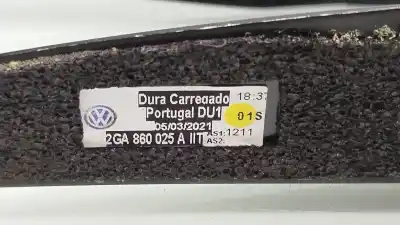 Dura Carregado 18:37
Portugal DU1 01S
05/03/2021
2GA 860 025 A IIT AS1:1211
AS2: